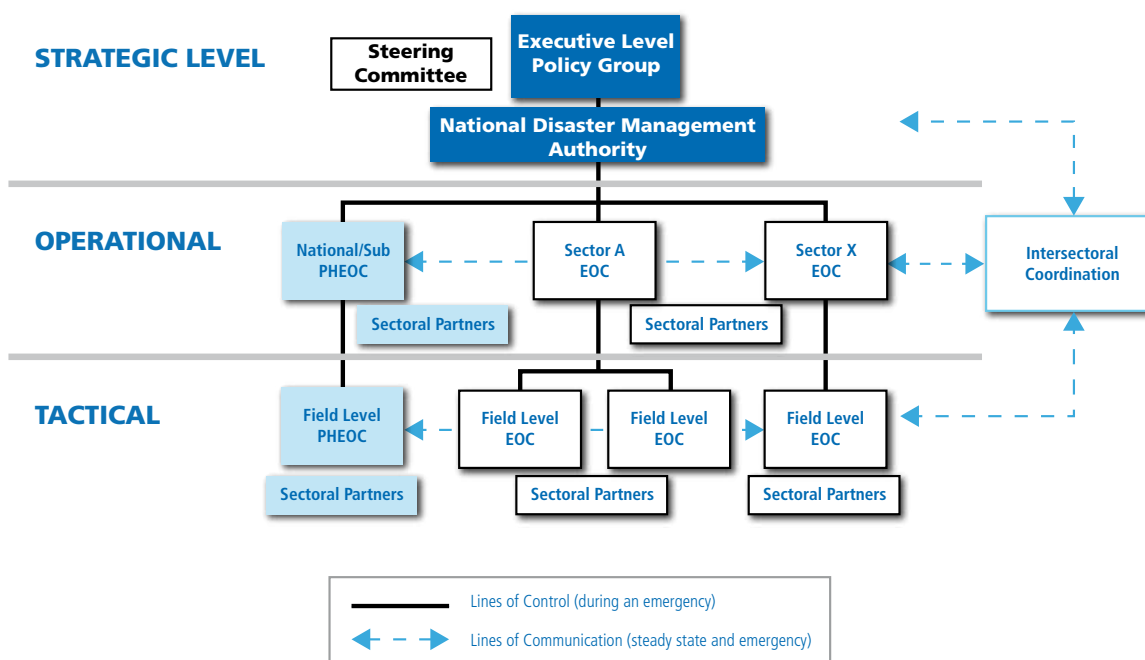 STRATEGIC LEVEL
Steering
Committee
Executive Level
Policy Group
National Disaster Management
Authority
OPERATIONAL
National/Sub
PHEOC
Sector A
EOC
Sector X
EOC
Intersectoral
Coordination
Sectoral Partners
Sectoral Partners
TACTICAL
Field Level
PHEOC
Field Level
EOC
Field Level
EOC
Field Level
EOC
Sectoral Partners
Sectoral Partners
Sectoral Partners
Lines of Control (during an emergency)
Lines of Communication (steady state and emergency)